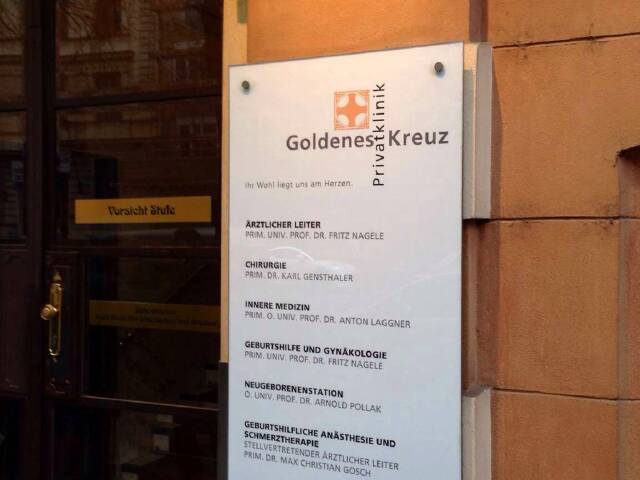 Goldenes Kreuz
Privatklinik
Ihr Wohl liegt uns am Herzen.
ÄRZTLICHER LEITER
PRIM. UNIV. PROF. DR. FRITZ NAGELE
CHIRURGIE
PRIM. DR. KARL GENSTHALER
INNERE MEDIZIN
PRIM. O. UNIV. PROF. DR. ANTON LAGGNER
GEBURTSHILFE UND GYNÄKOLOGIE
PRIM. UNIV. PROF. DR. FRITZ NAGELE
NEUGEBORENENSTATION
O. UNIV. PROF. DR. ARNOLD POLLAK
GEBURTSHILFLICHE ANÄSTHESIE UND
SCHMERZTHERAPIE
STELLVERTRETENDER ÄRZTLICHER LEITER
PRIM. DR. MAX CHRISTIAN GOSCH
Vorsicht Stufe